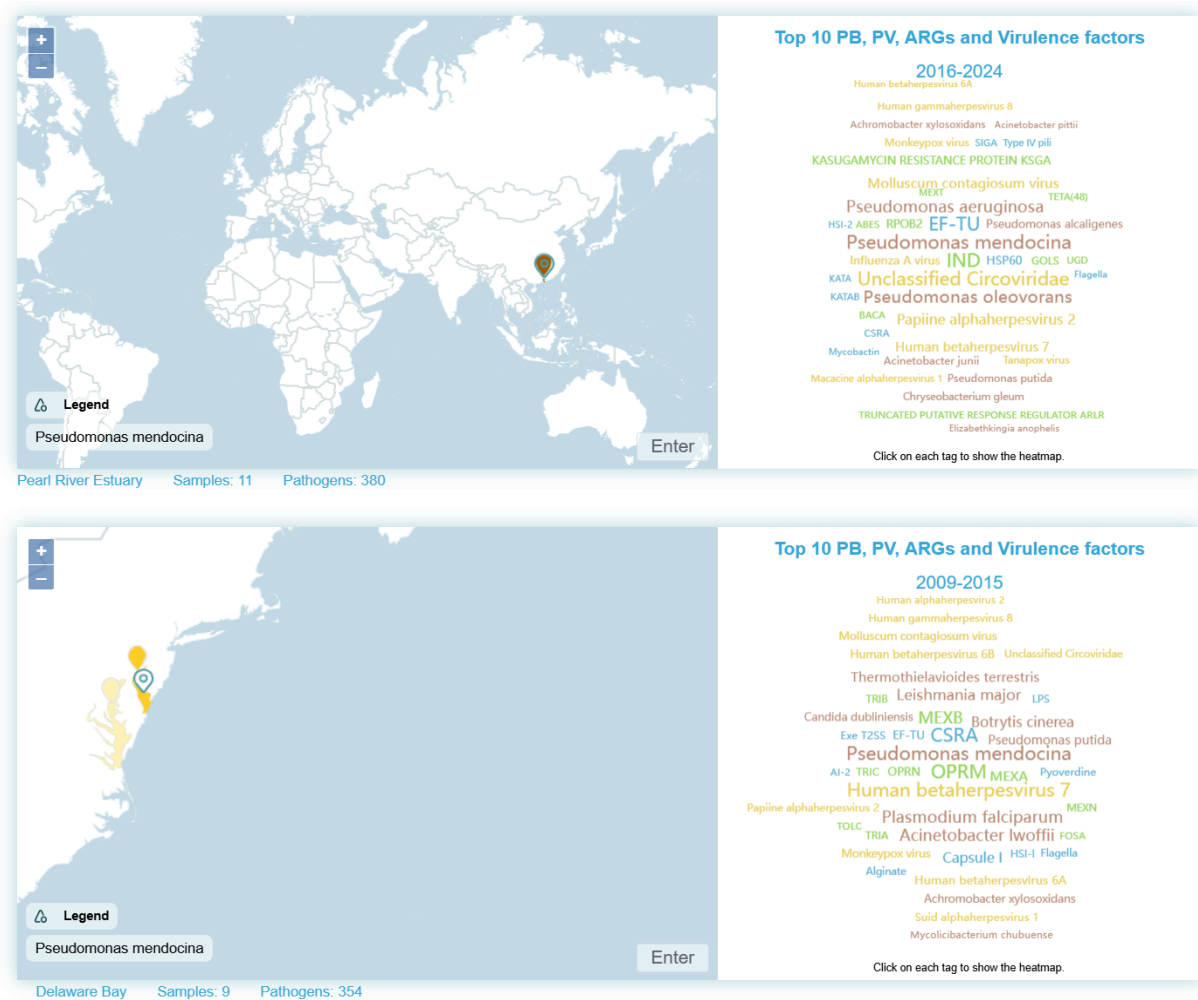 +
−
Legend
Pseudomonas mendocina
Enter
Top 10 PB, PV, ARGs and Virulence factors
2016-2024
Human betaherpesvirus 6A
Human gammaherpesvirus 8
Achromobacter xylosoxidans Acinetobacter pittii
Monkeypox virus SIGA Type IV pili
KASUGAMYCIN RESISTANCE PROTEIN KSGA
Molluscum contagiosum virus
MEXT TETA(48)
Pseudomonas aeruginosa
HSI-2 ABES RPOB2 EF-TU Pseudomonas alcaligenes
Pseudomonas mendocina
Influenza A virus IND HSP60 GOLS UGD
KATA Unclassified Circoviridae Flagella
KATAB Pseudomonas oleovorans
BACA Papiine alphaherpesvirus 2
CSRA
Human betaherpesvirus 7
Mycobactin Acinetobacter junii Tanapox virus
Macacine alphaherpesvirus 1 Pseudomonas putida
Chryseobacterium gleum
TRUNCATED PUTATIVE RESPONSE REGULATOR ARLR
Elizabethkingia anophelis
Click on each tag to show the heatmap.
Pearl River Estuary Samples: 11 Pathogens: 380
+
−
Legend
Pseudomonas mendocina
Enter
Top 10 PB, PV, ARGs and Virulence factors
2009-2015
Human alphaherpesvirus 2
Human gammaherpesvirus 8
Molluscum contagiosum virus
Human betaherpesvirus 6B Unclassified Circoviridae
Thermothielavioides terrestris
TRIB Leishmania major LPS
Candida dubliniensis MEXB Botrytis cinerea
Exe T2SS EF-TU CSRA Pseudomonas putida
Pseudomonas mendocina
AI-2 TRIC OPRN OPRM MEXA Pyoverdine
Human betaherpesvirus 7
Papiine alphaherpesvirus 2 Plasmodium falciparum MEXN
TOLC TRIA Acinetobacter lwoffii FOSA
Monkeypox virus Capsule I HSI-I Flagella
Alginate
Human betaherpesvirus 6A
Achromobacter xylosoxidans
Suid alphaherpesvirus 1
Mycolicibacterium chubuense
Click on each tag to show the heatmap.
Delaware Bay Samples: 9 Pathogens: 354